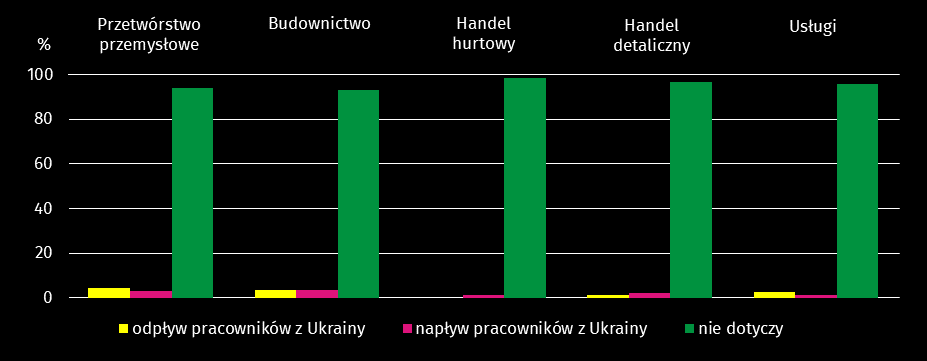 Przetwórstwo
przemysłowe
Budownictwo
Handel
hurtowy
Handel
detaliczny
Usługi
%
100
80
60
40
20
0
odpływ pracowników z Ukrainy
napływ pracowników z Ukrainy
nie dotyczy